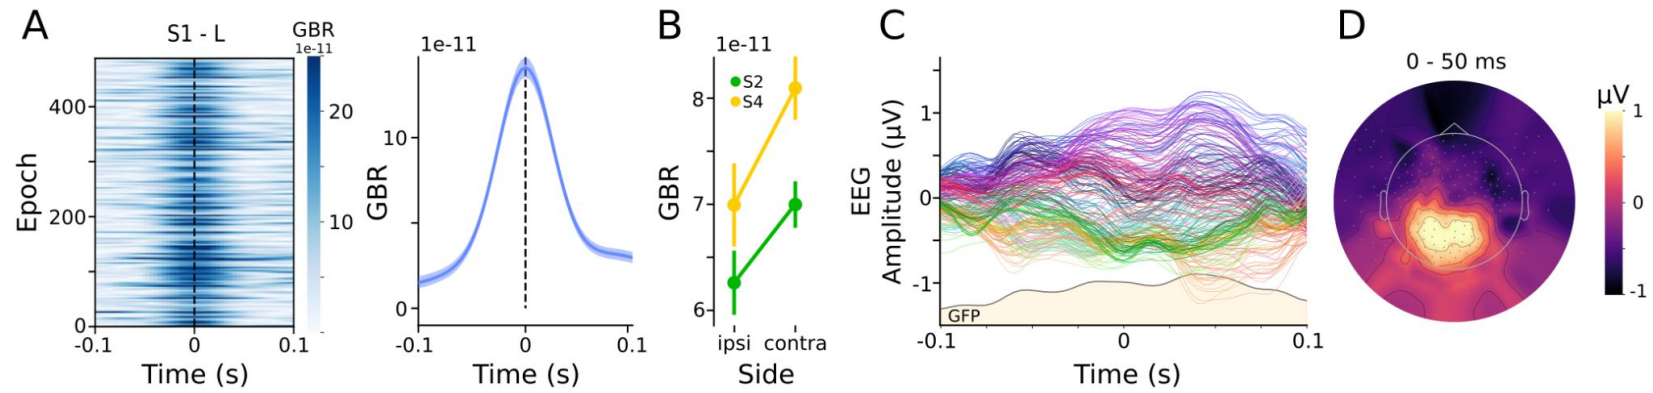 A
S1 - L
GBR
1e-11
400
200
0
20
10
Epoch
-0.1
0
0.1
Time (s)
1e-11
10
0
GBR
-0.1
0
0.1
Time (s)
B
1e-11
S2
S4
8
7
6
GBR
ipsi
contra
Side
C
1
0
-1
EEG
Amplitude (µV)
GFP
-0.1
0
0.1
Time (s)
D
0 - 50 ms
µV
1
0
-1